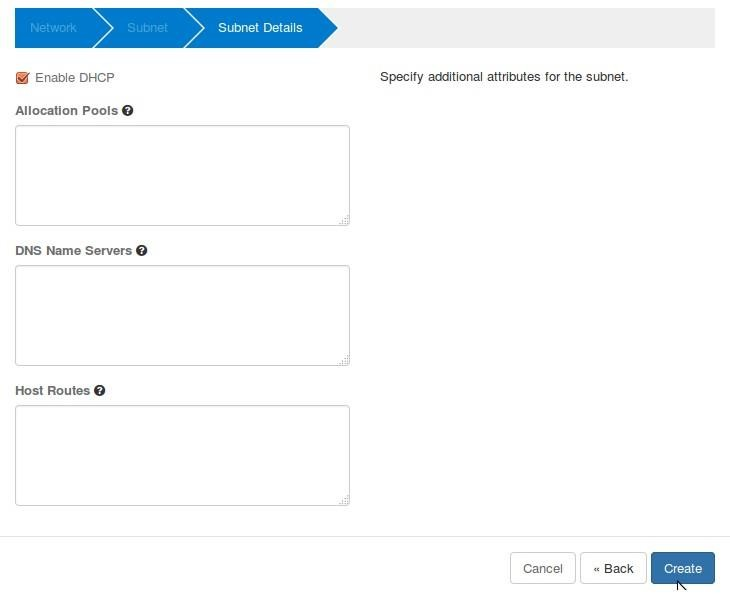 Network Subnet Subnet Details
Enable DHCP
Specify additional attributes for the subnet.
Allocation Pools ?
DNS Name Servers ?
Host Routes ?
Cancel « Back Create